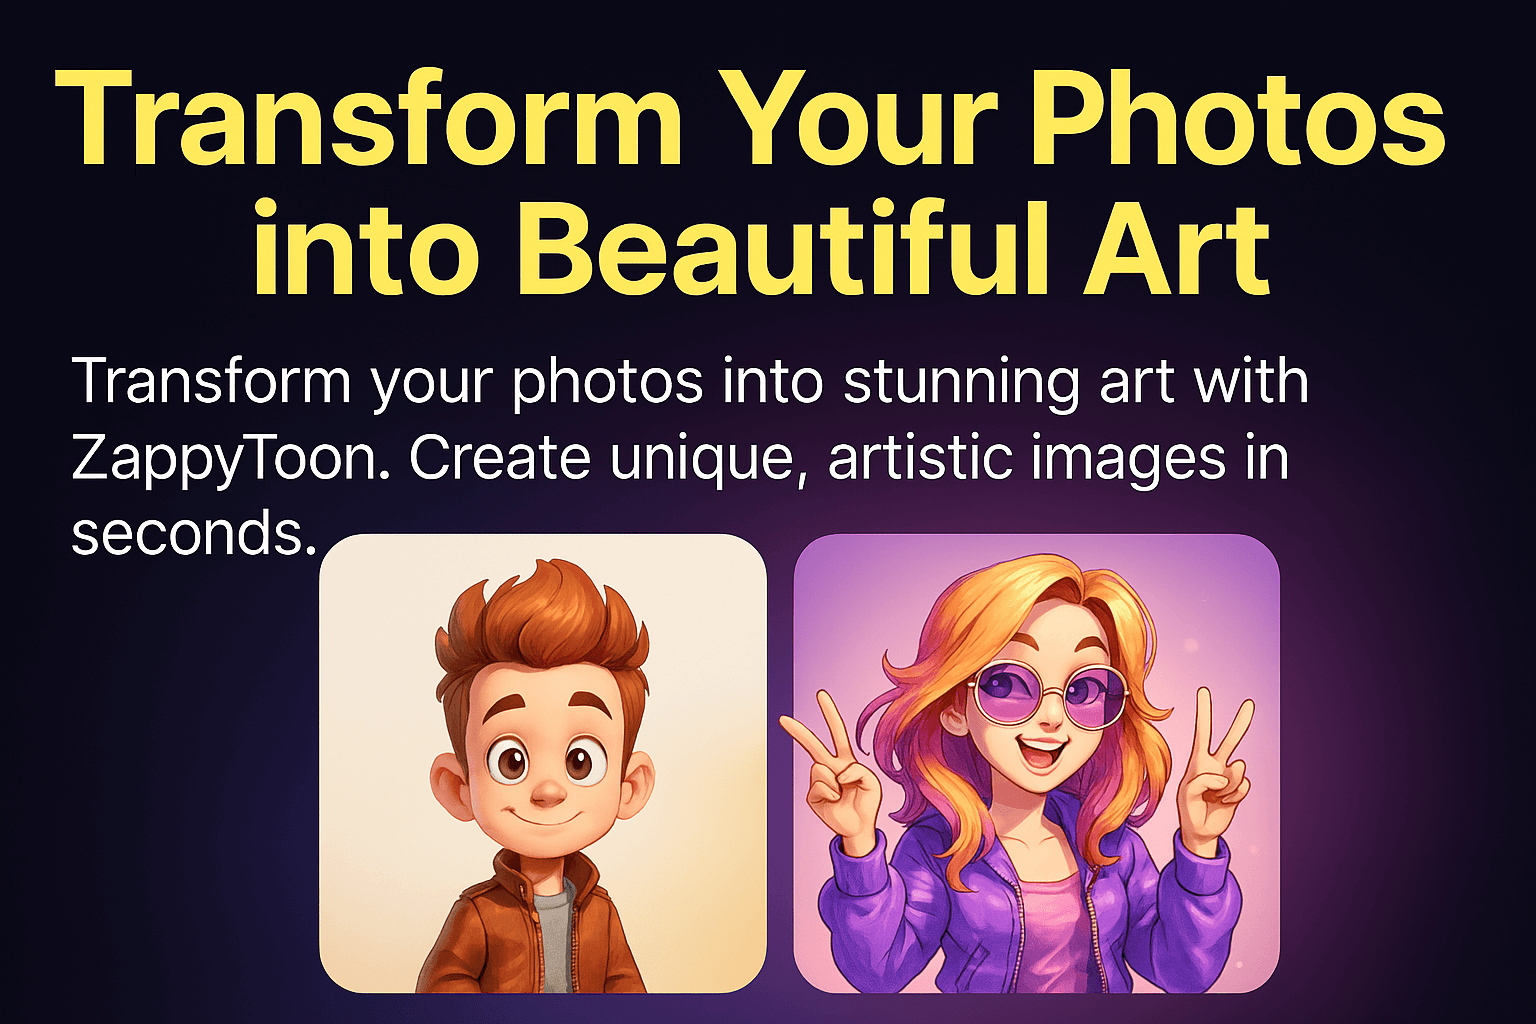 Transform Your Photos
into Beautiful Art
Transform your photos into stunning art with
ZappyToon. Create unique, artistic images in
seconds.